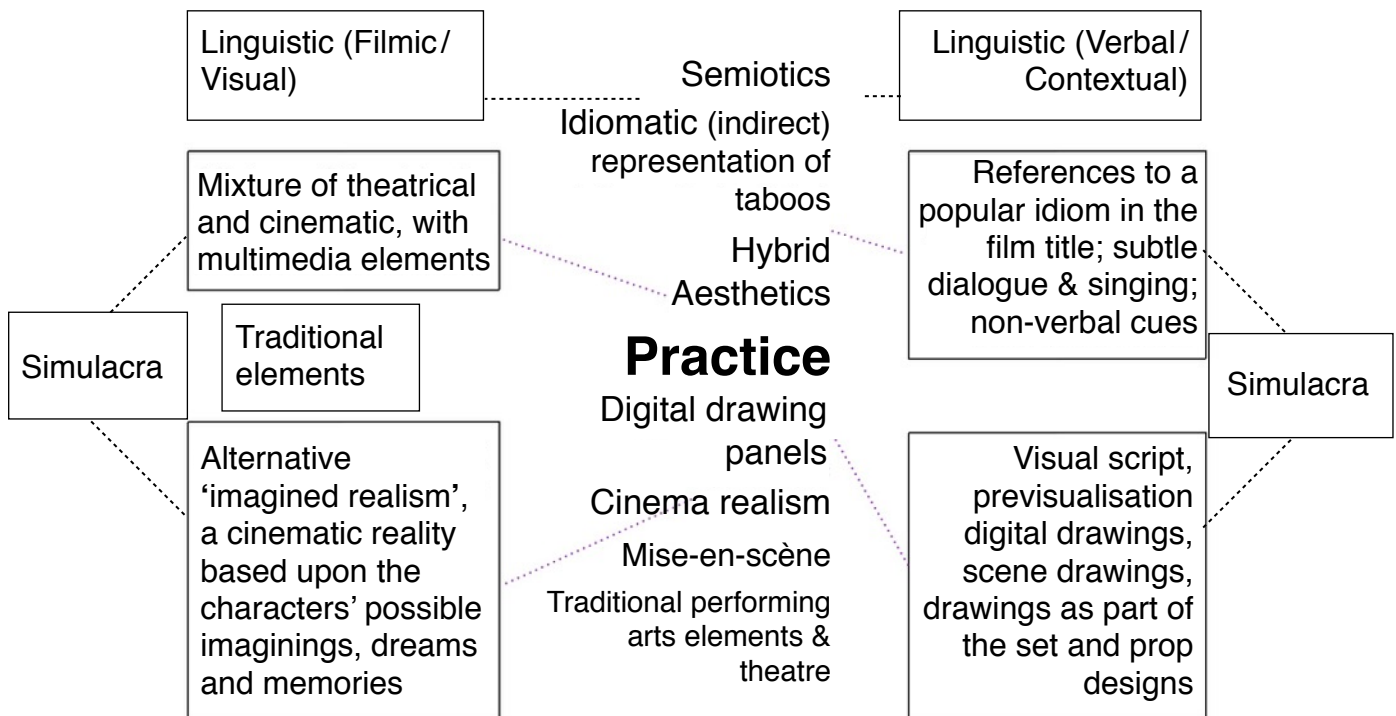 Linguistic (Filmic/
Visual)
Semiotics
Linguistic (Verbal/
Contextual)
Idiomatic (indirect)
representation of
taboos
Mixture of theatrical
and cinematic, with
multimedia elements
Hybrid
Aesthetics
References to a
popular idiom in the
film title; subtle
dialogue & singing;
non-verbal cues
Simulacra
Traditional
elements
Practice
Simulacra
Digital drawing
panels
Cinema realism
Mise-en-scène
Traditional performing
arts elements &
theatre
Alternative
‘imagined realism’,
a cinematic reality
based upon the
characters’ possible
imaginings, dreams
and memories
Visual script,
previsualisation
digital drawings,
scene drawings,
drawings as part of
the set and prop
designs